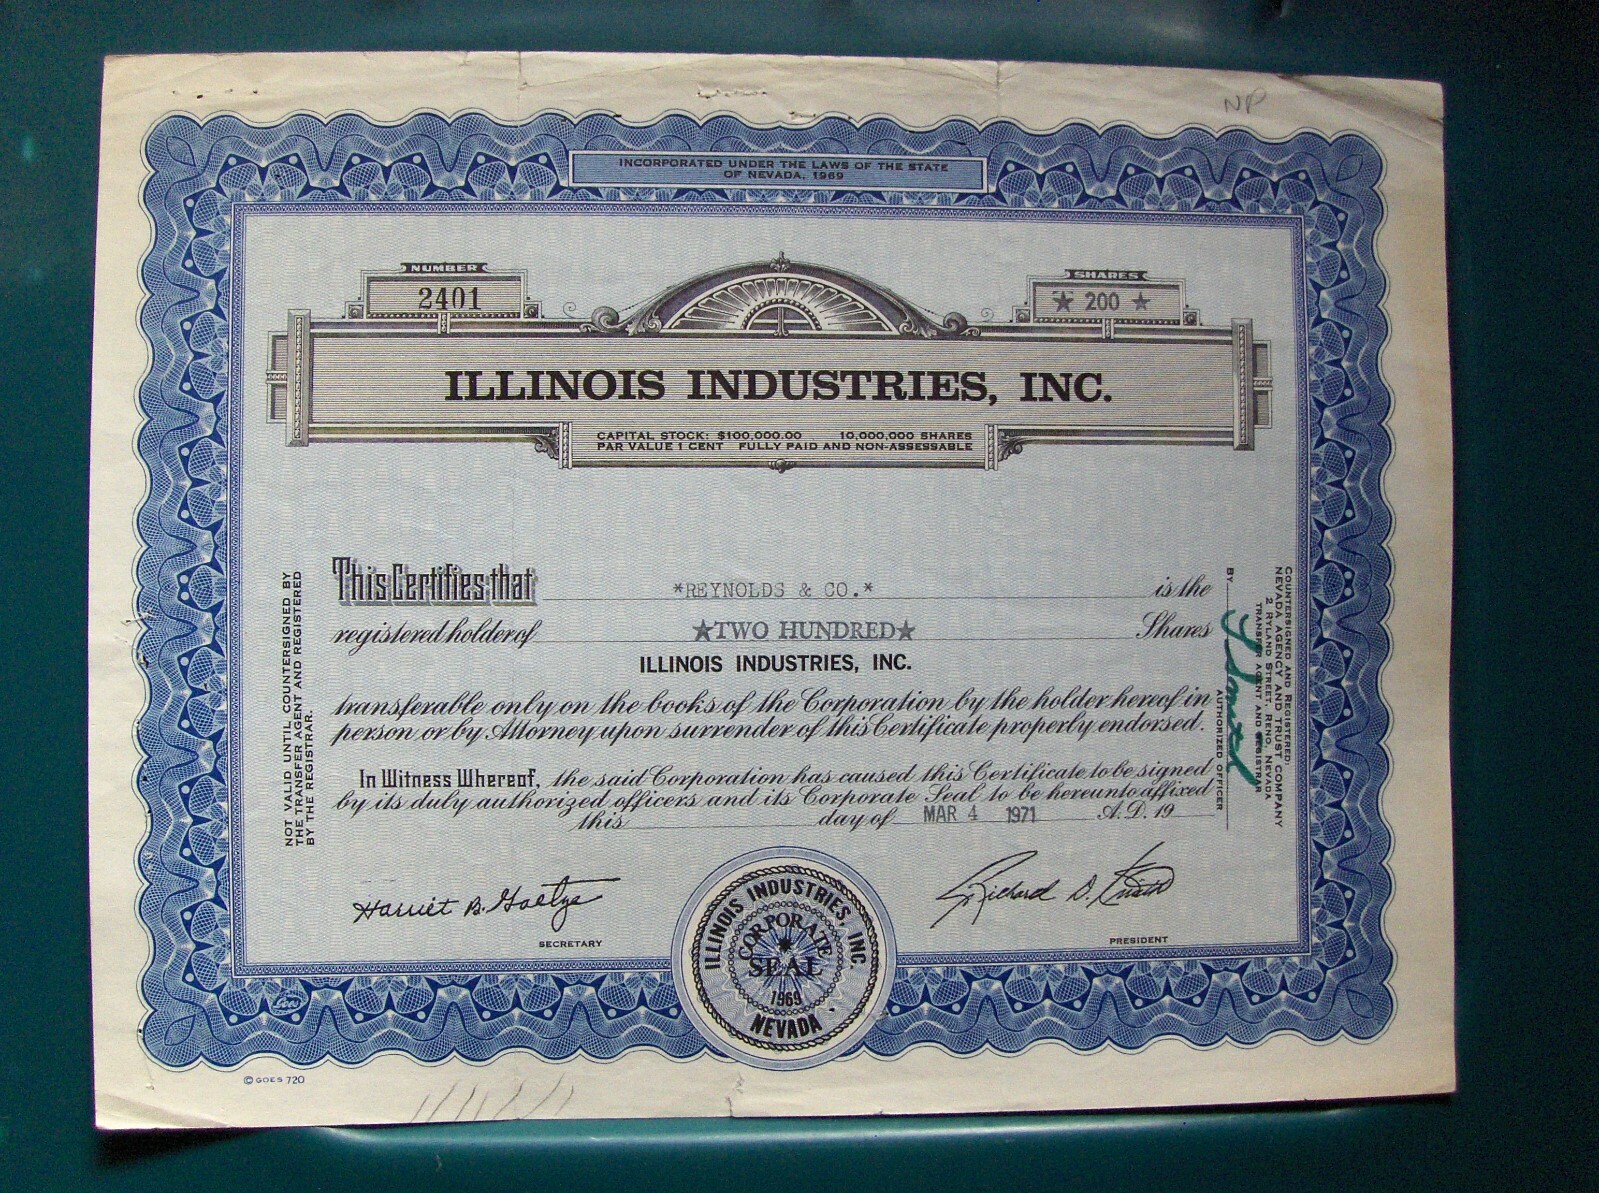 NP
INCORPORATED UNDER THE LAWS OF THE STATE
OF NEVADA, 1969
NUMBER
2401
SHARES
★ 200 ★
ILLINOIS INDUSTRIES, INC.
CAPITAL STOCK: $100,000.00 10,000,000 SHARES
PAR VALUE 1 CENT FULLY PAID AND NON-ASSESSABLE
This Certifies that *REYNOLDS & CO.* is the
registered holder of ★TWO HUNDRED★ Shares
ILLINOIS INDUSTRIES, INC.
transferable only on the books of the Corporation by the holder hereof in
person or by Attorney upon surrender of this Certificate properly endorsed.
In Witness Whereof, the said Corporation has caused this Certificate to be signed
by its duly authorized officers and its Corporate Seal to be hereunto affixed
this day of MAR 4 1971 A.D. 19
NOT VALID UNTIL COUNTERSIGNED BY
THE TRANSFER AGENT AND REGISTERED
BY THE REGISTRAR.
COUNTERSIGNED AND REGISTERED:
NEVADA AGENCY AND TRUST COMPANY
2 RYLAND STREET, RENO, NEVADA
TRANSFER AGENT AND REGISTRAR
BY
AUTHORIZED OFFICER
Harriet B.
SECRETARY
Richard D.
PRESIDENT
ILLINOIS INDUSTRIES, INC.
CORPORATE
SEAL
1969
NEVADA
Goes
© GOES 720